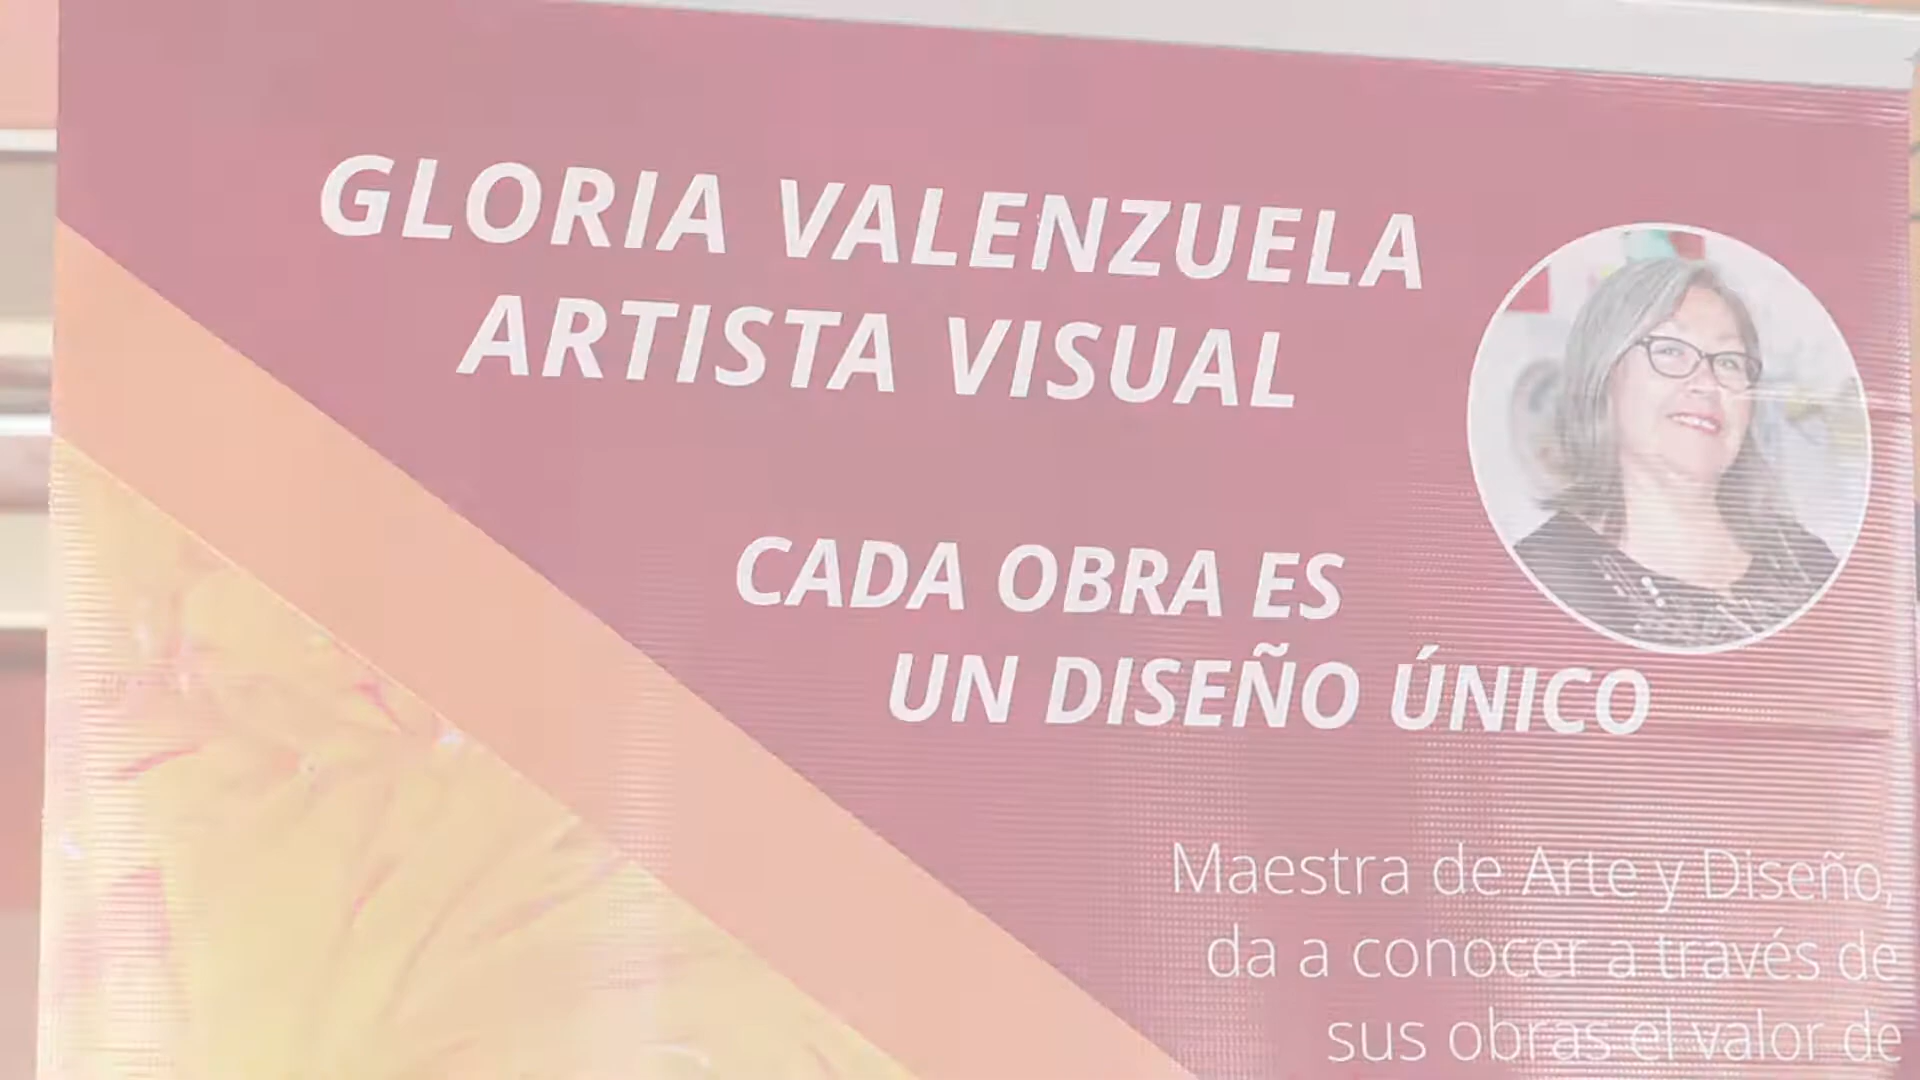 GLORIA VALENZUELA
ARTISTA VISUAL
CADA OBRA ES
UN DISEÑO ÚNICO
Maestra de Arte y Diseño,
da a conocer a través de
sus obras el valor de